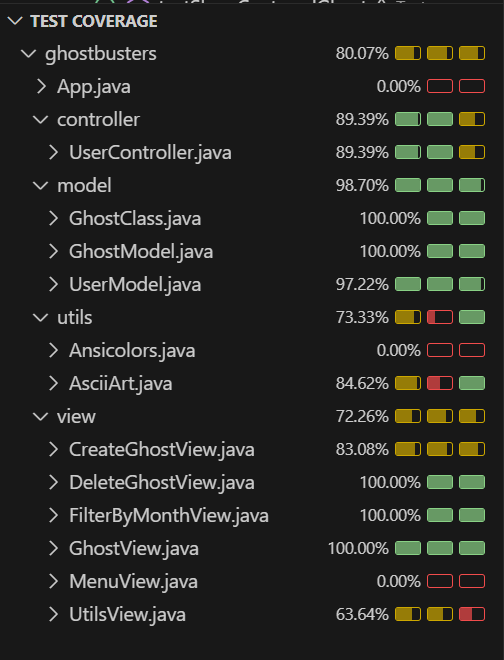 TEST COVERAGE
ghostbusters 80.07%
App.java 0.00%
controller 89.39%
UserController.java 89.39%
model 98.70%
GhostClass.java 100.00%
GhostModel.java 100.00%
UserModel.java 97.22%
utils 73.33%
Ansicolors.java 0.00%
AsciiArt.java 84.62%
view 72.26%
CreateGhostView.java 83.08%
DeleteGhostView.java 100.00%
FilterByMonthView.java 100.00%
GhostView.java 100.00%
MenuView.java 0.00%
UtilsView.java 63.64%